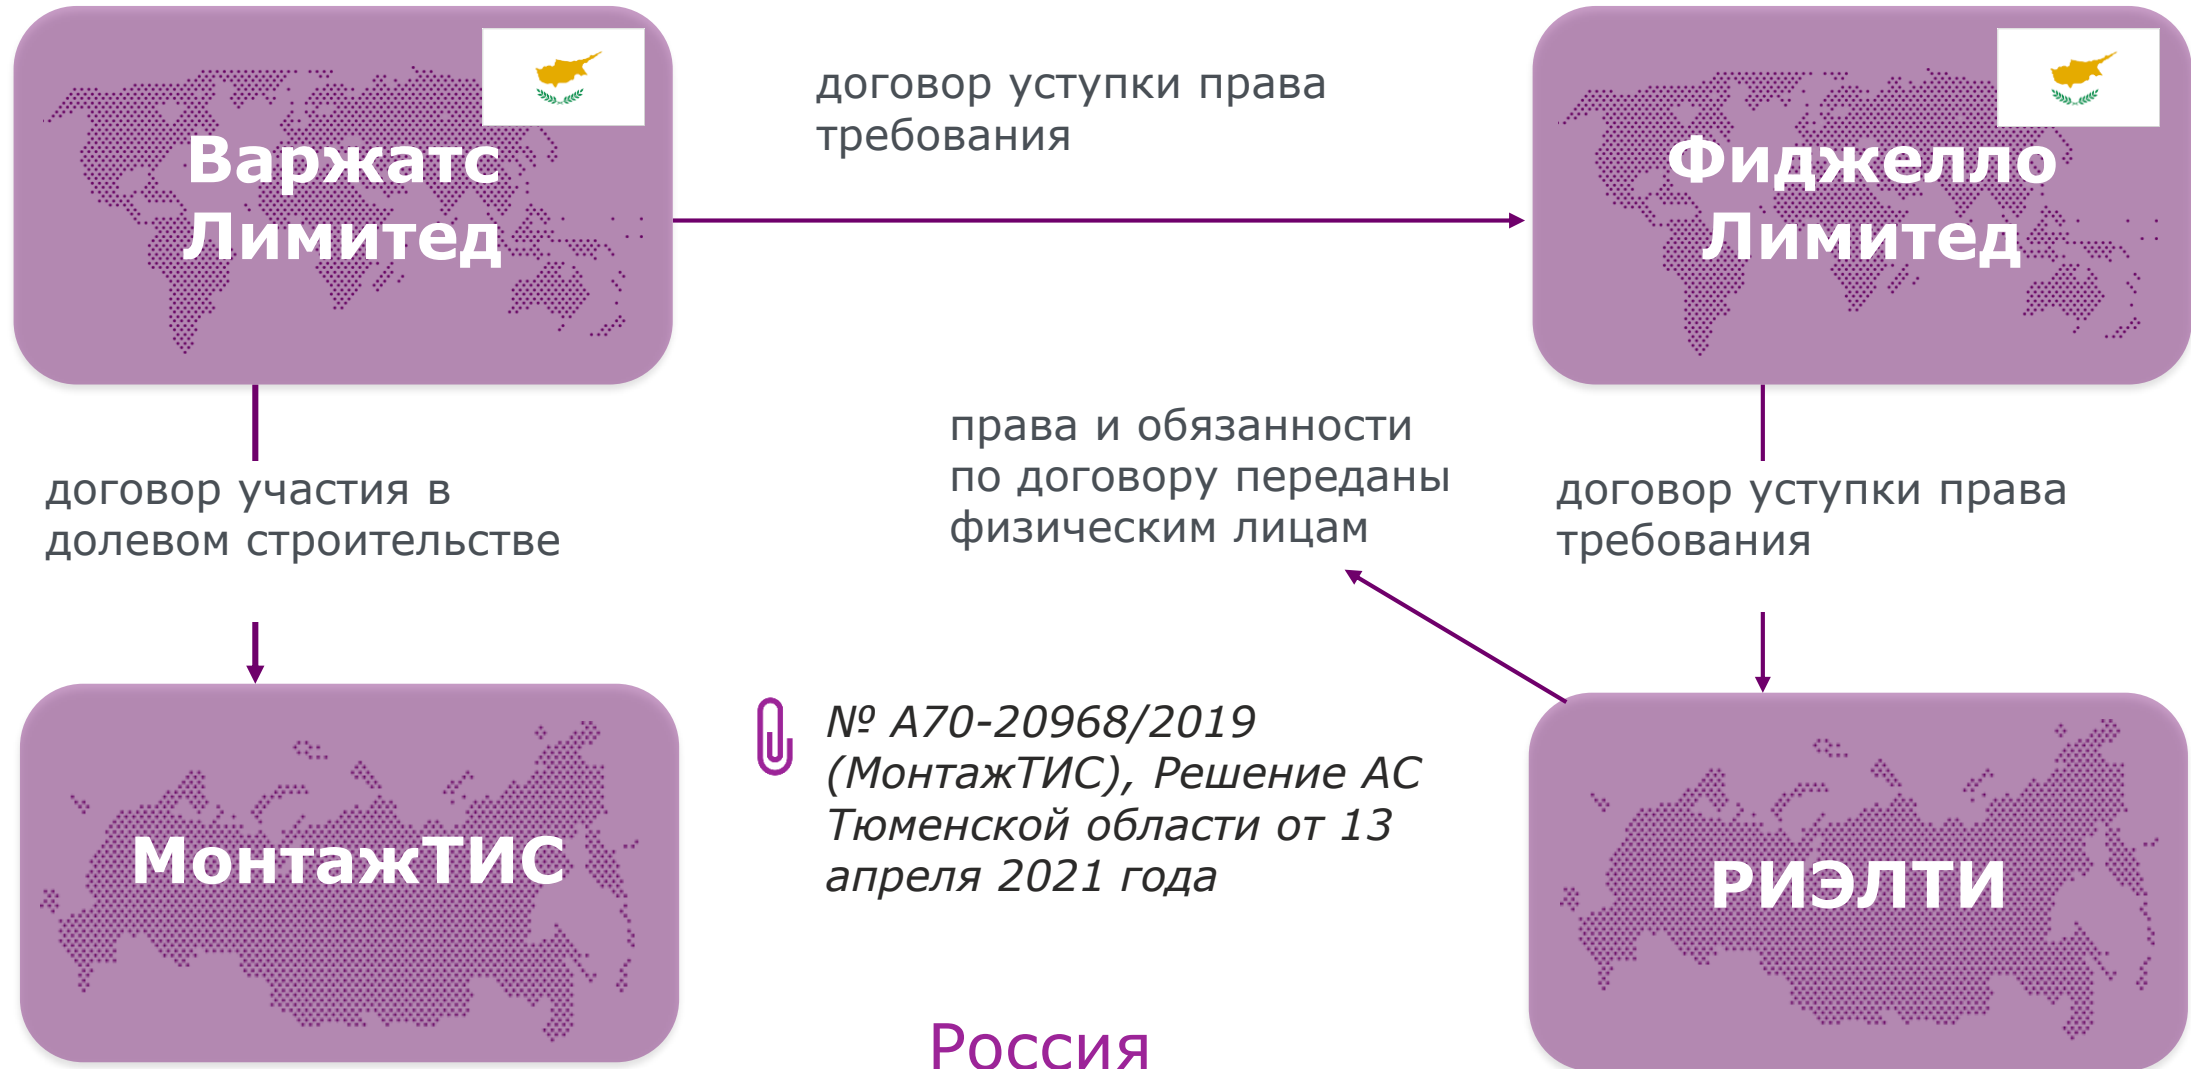 Варжатс
Лимитед
договор уступки права
требования
Фиджелло
Лимитед
договор участия в
долевом строительстве
права и обязанности
по договору переданы
физическим лицам
договор уступки права
требования
МонтажТИС
№ А70-20968/2019
(МонтажТИС), Решение АС
Тюменской области от 13
апреля 2021 года
РИЭЛТИ
Россия